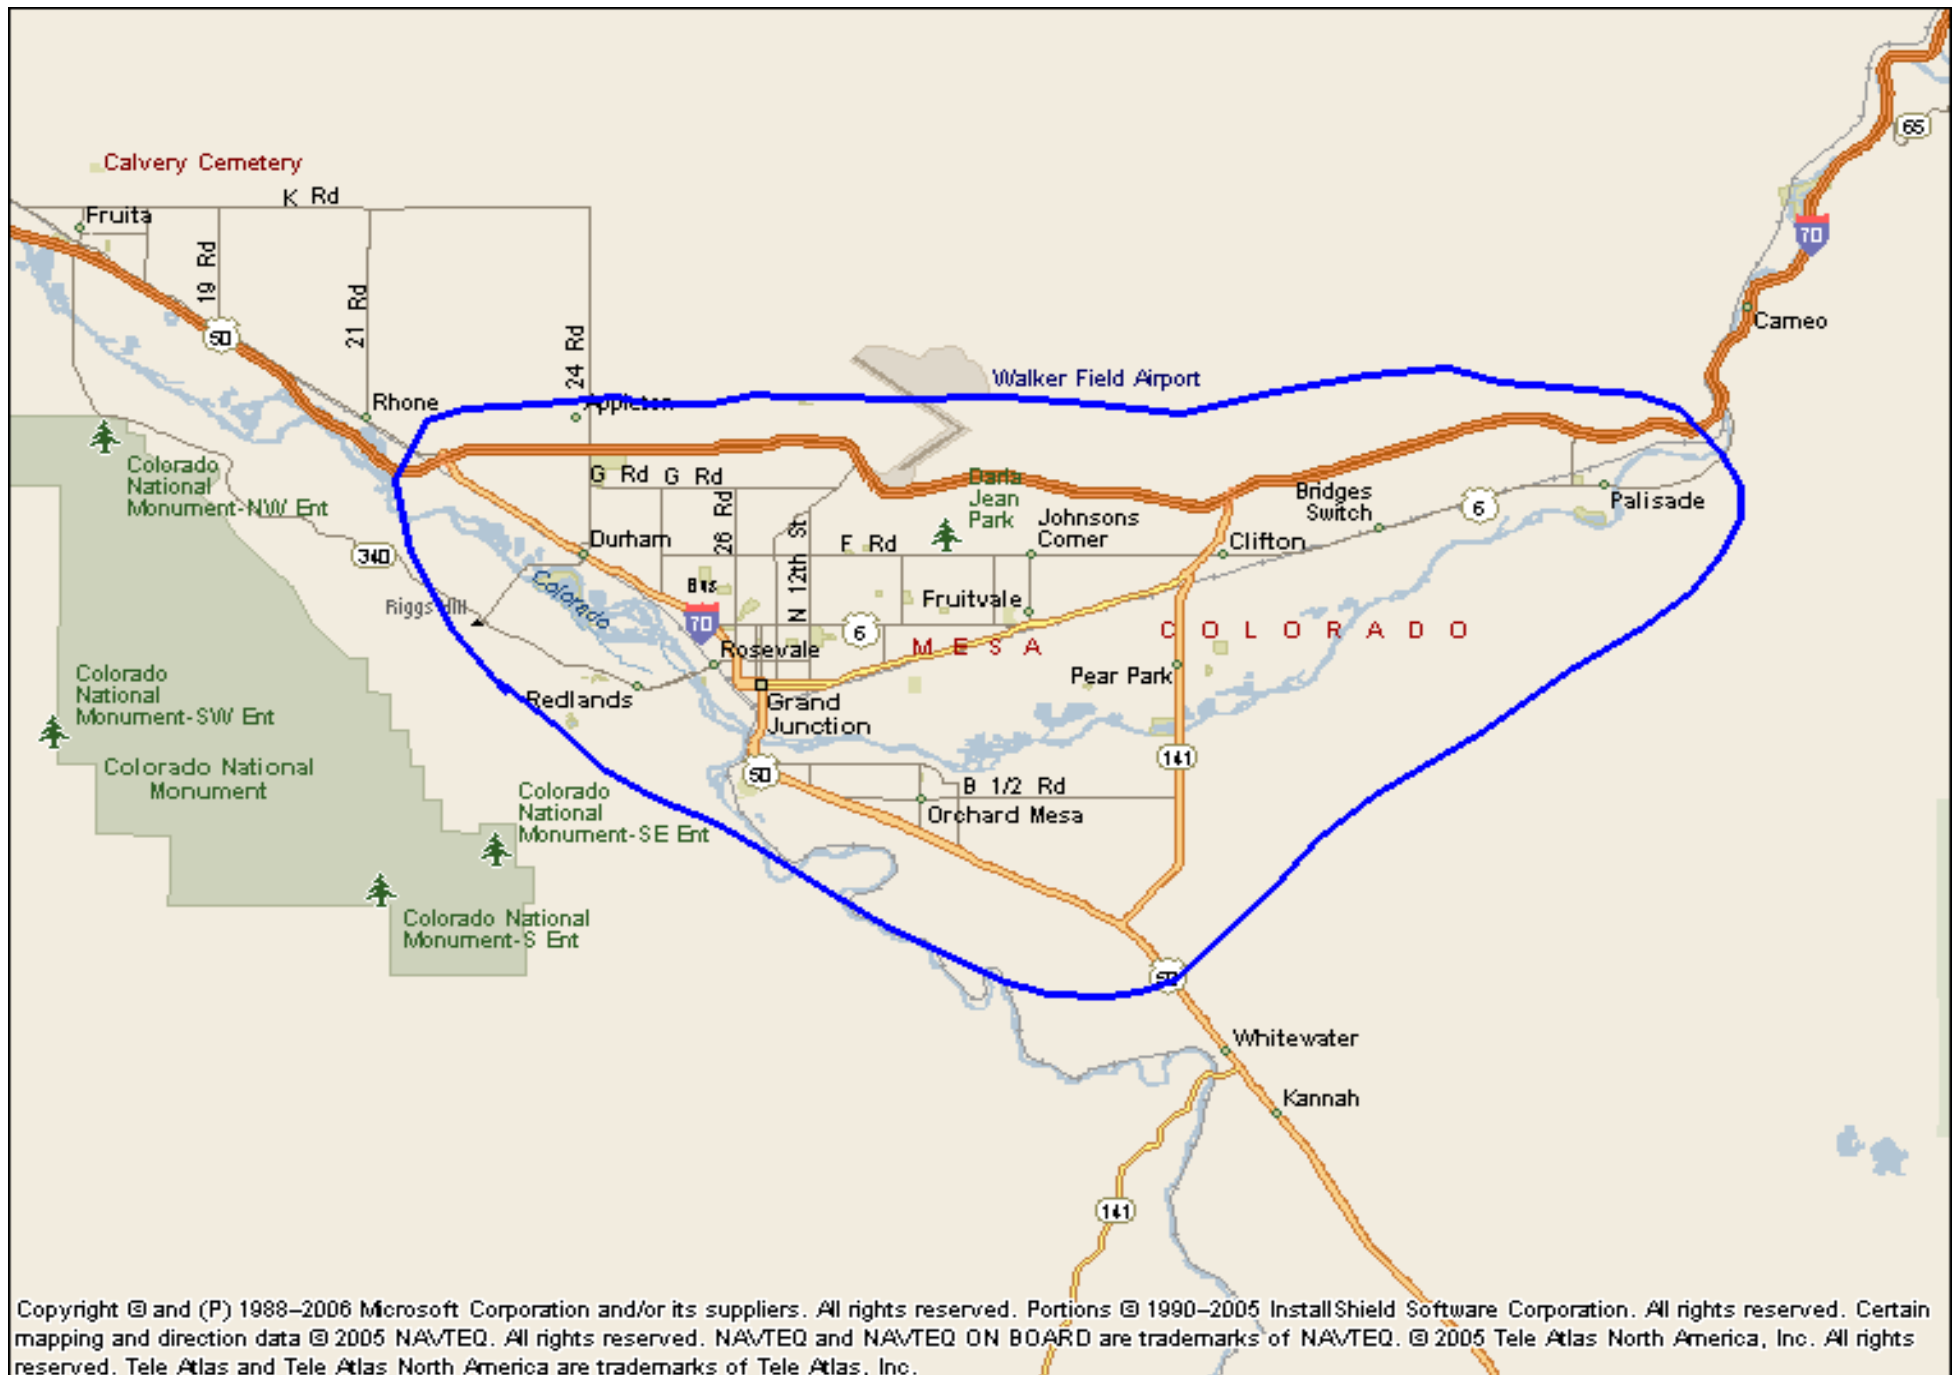 65
Calvery Cemetery
K Rd
Fruita
19 Rd
70
21 Rd
50
24 Rd
Cameo
Walker Field Airport
Rhone
Appleton
Colorado
National
Monument-NW Ent
G Rd
G Rd
Darla
Jean
Park
Bridges
Switch
6
Palisade
26 Rd
N 12th St
Johnsons
Corner
Durham
F Rd
Clifton
340
Colorado
Bus
70
Riggs Hill
Fruitvale
6
MESA
COLORADO
Rosevale
Pear Park
Redlands
Grand
Junction
Colorado
National
Monument-SW Ent
141
Colorado National
Monument
50
B 1/2 Rd
Colorado
National
Monument-SE Ent
Orchard Mesa
Colorado National
Monument-S Ent
50
Whitewater
Kannah
141
Copyright © and (P) 1988–2006 Microsoft Corporation and/or its suppliers. All rights reserved. Portions © 1990–2005 InstallShield Software Corporation. All rights reserved. Certain
mapping and direction data © 2005 NAVTEQ. All rights reserved. NAVTEQ and NAVTEQ ON BOARD are trademarks of NAVTEQ. © 2005 Tele Atlas North America, Inc. All rights
reserved. Tele Atlas and Tele Atlas North America are trademarks of Tele Atlas, Inc.